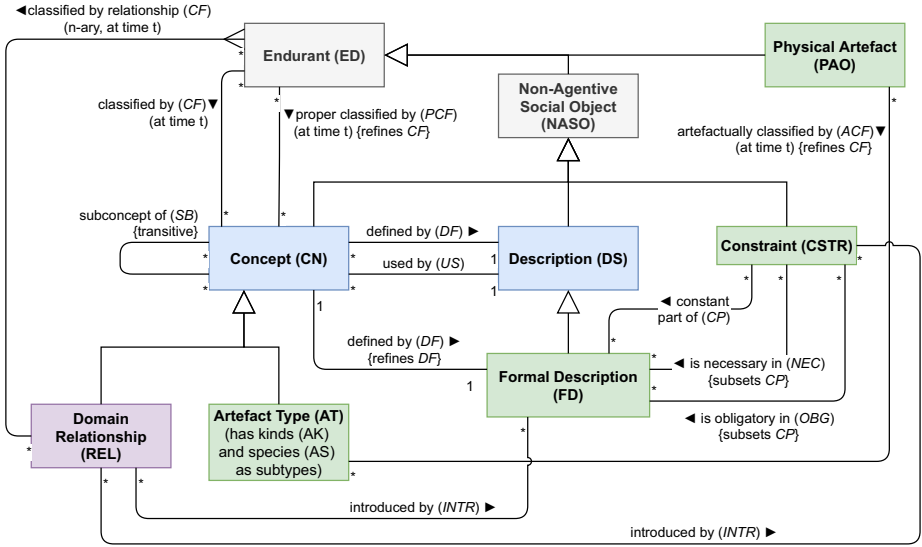 ◄classified by relationship (CF)
(n-ary, at time t)
*
Endurant (ED)
*
*
Physical Artefact
(PAO)
*
Non-Agentive
Social Object
(NASO)
classified by (CF)▼
(at time t)
▼proper classified by (PCF)
(at time t) {refines CF}
artefactually classified by (ACF)▼
(at time t) {refines CF}
*
*
subconcept of (SB)
{transitive}
*
*
Concept (CN)
defined by (DF) ►
*
1
used by (US)
*
1
Description (DS)
Constraint (CSTR)
*
*
*
*
1
◄ constant
part of (CP)
*
defined by (DF) ►
{refines DF}
1
Formal Description
(FD)
*
◄ is necessary in (NEC)
{subsets CP}
*
◄ is obligatory in (OBG)
{subsets CP}
Domain
Relationship
(REL)
*
Artefact Type (AT)
(has kinds (AK)
and species (AS)
as subtypes)
*
*
*
*
introduced by (INTR) ►
introduced by (INTR) ►